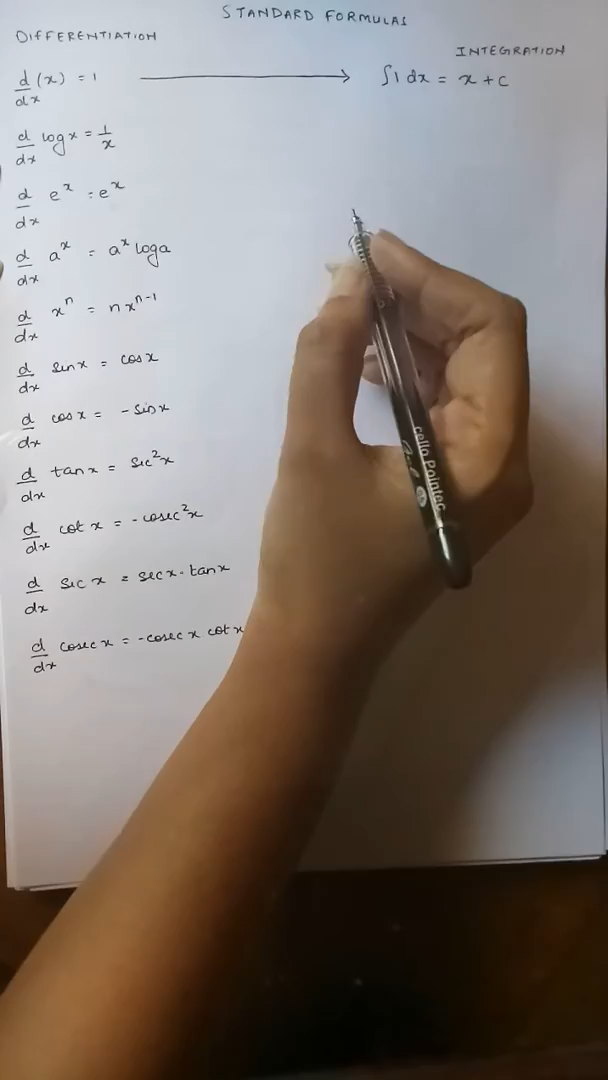 STANDARD FORMULAS
DIFFERENTIATION
INTEGRATION
d/dx (x) = 1 ⟶ ∫1 dx = x + c
d/dx log x = 1/x
d/dx e^x = e^x
d/dx a^x = a^x log a
d/dx x^n = nx^(n-1)
d/dx sin x = cos x
d/dx cos x = - sin x
d/dx tan x = sec²x
d/dx cot x = - cosec²x
d/dx sec x = sec x · tan x
d/dx cosec x = - cosec x cot x
cello Pointec